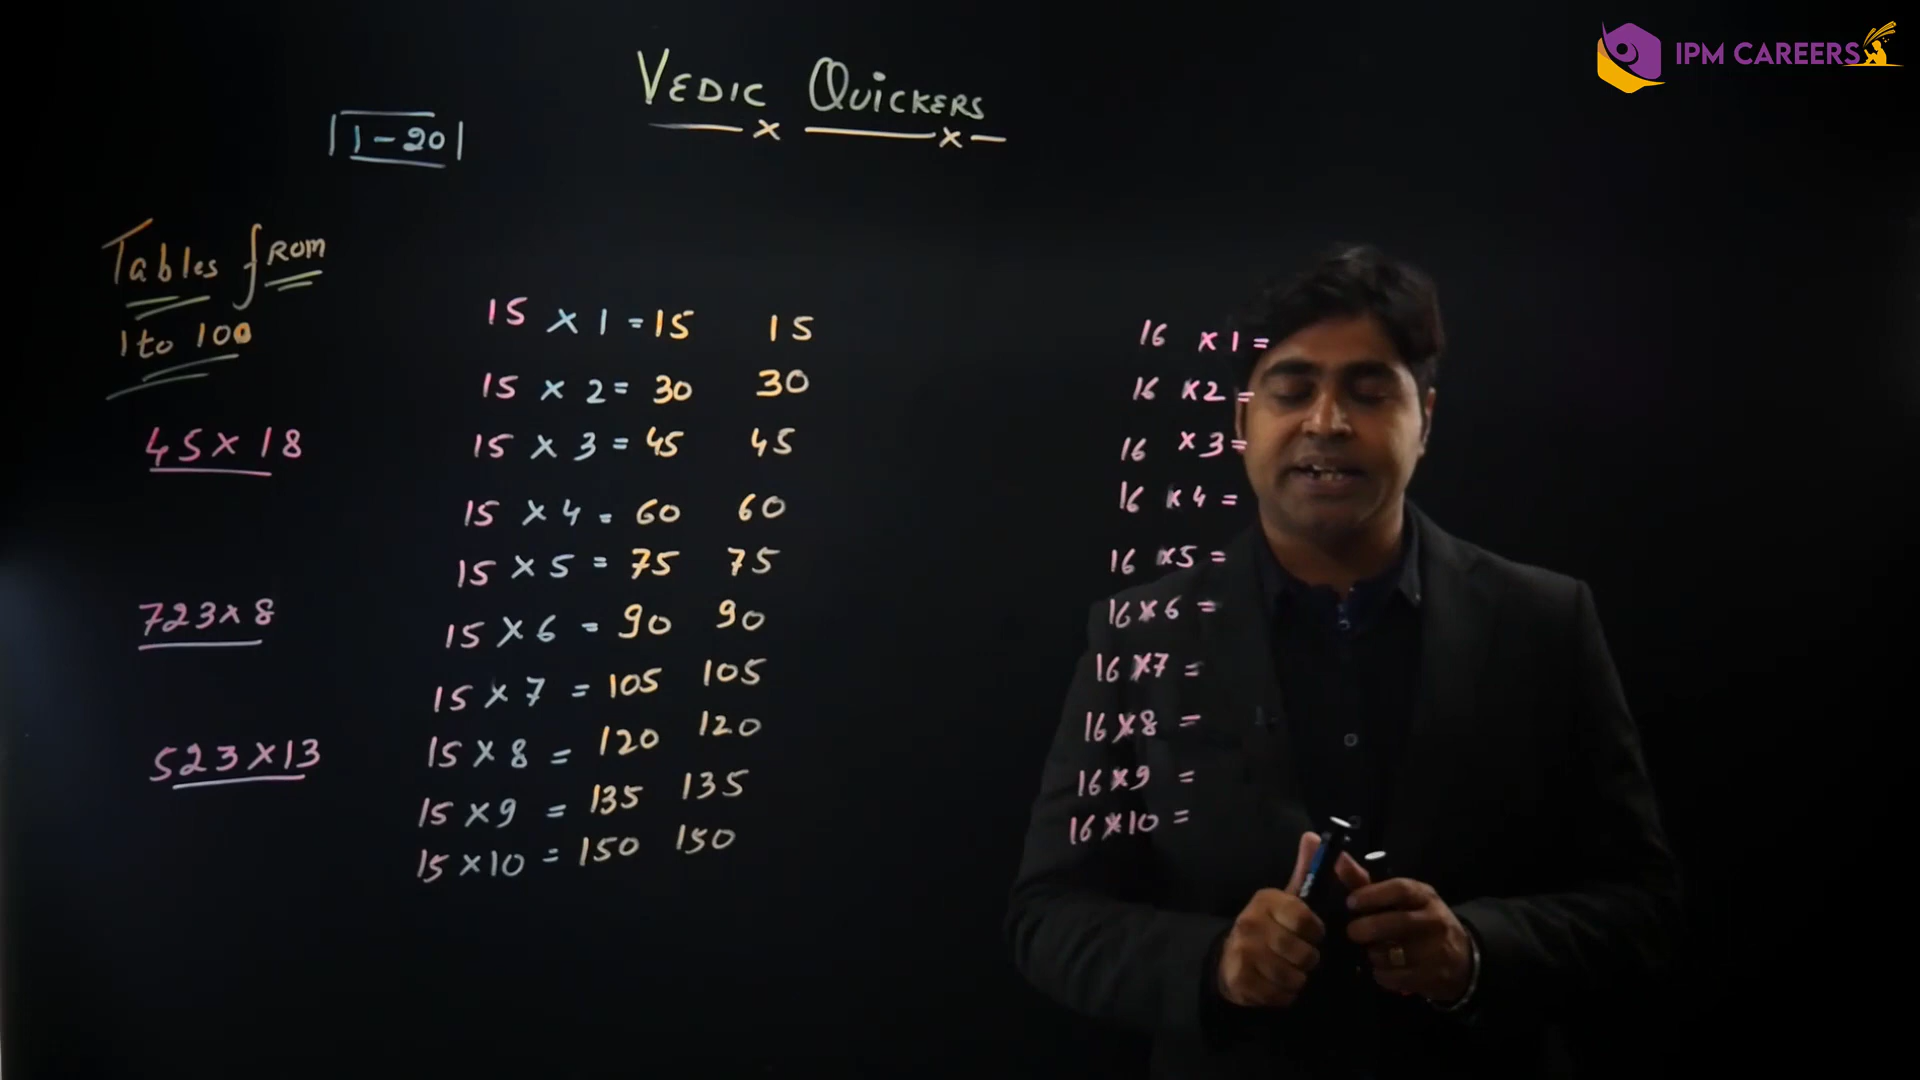 IPM CAREERS
VEDIC QUICKERS
1-20
Tables from
1 to 100
45 × 18
723 × 8
523 × 13
15 × 1 = 15 15
15 × 2 = 30 30
15 × 3 = 45 45
15 × 4 = 60 60
15 × 5 = 75 75
15 × 6 = 90 90
15 × 7 = 105 105
15 × 8 = 120 120
15 × 9 = 135 135
15 × 10 = 150 150
16 × 1 =
16 × 2 =
16 × 3 =
16 × 4 =
16 × 5 =
16 × 6 =
16 × 7 =
16 × 8 =
16 × 9 =
16 × 10 =